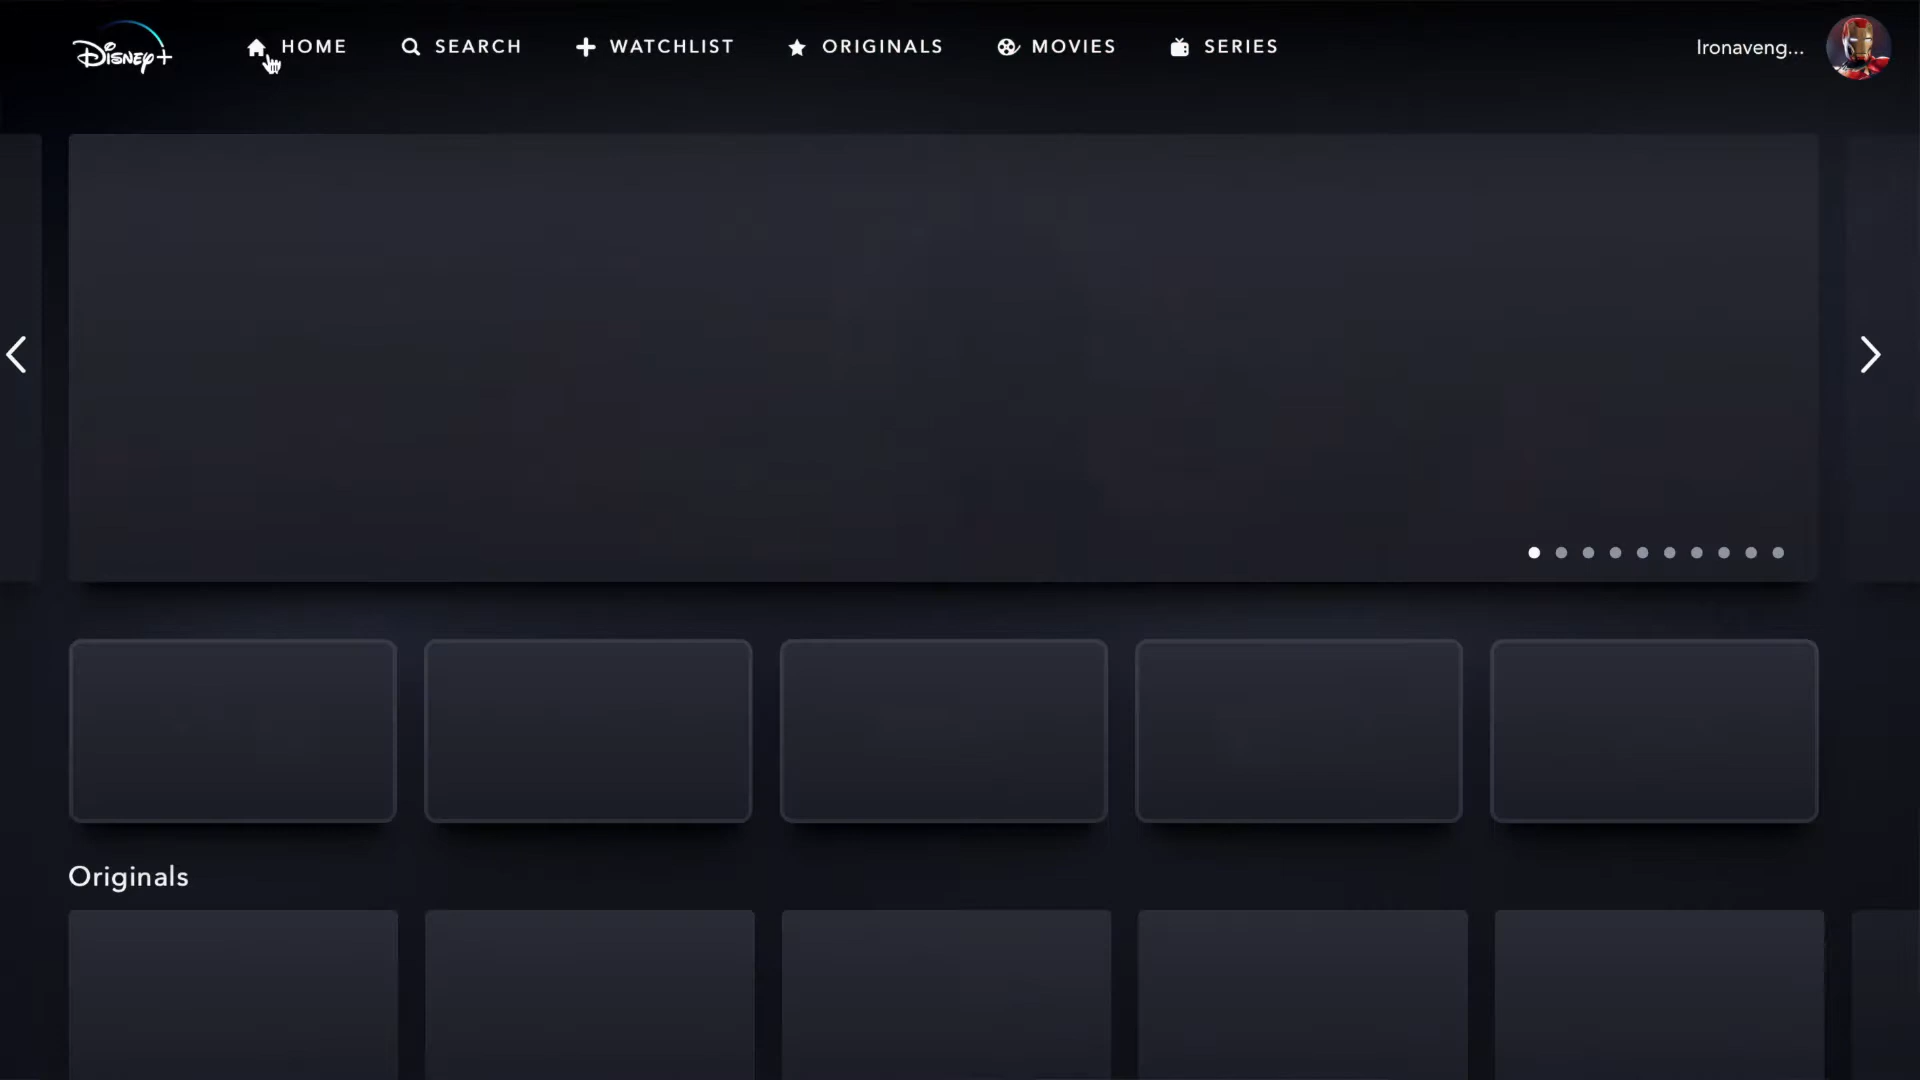 Disney+
HOME
SEARCH
WATCHLIST
ORIGINALS
MOVIES
SERIES
Ironaveng...
Originals